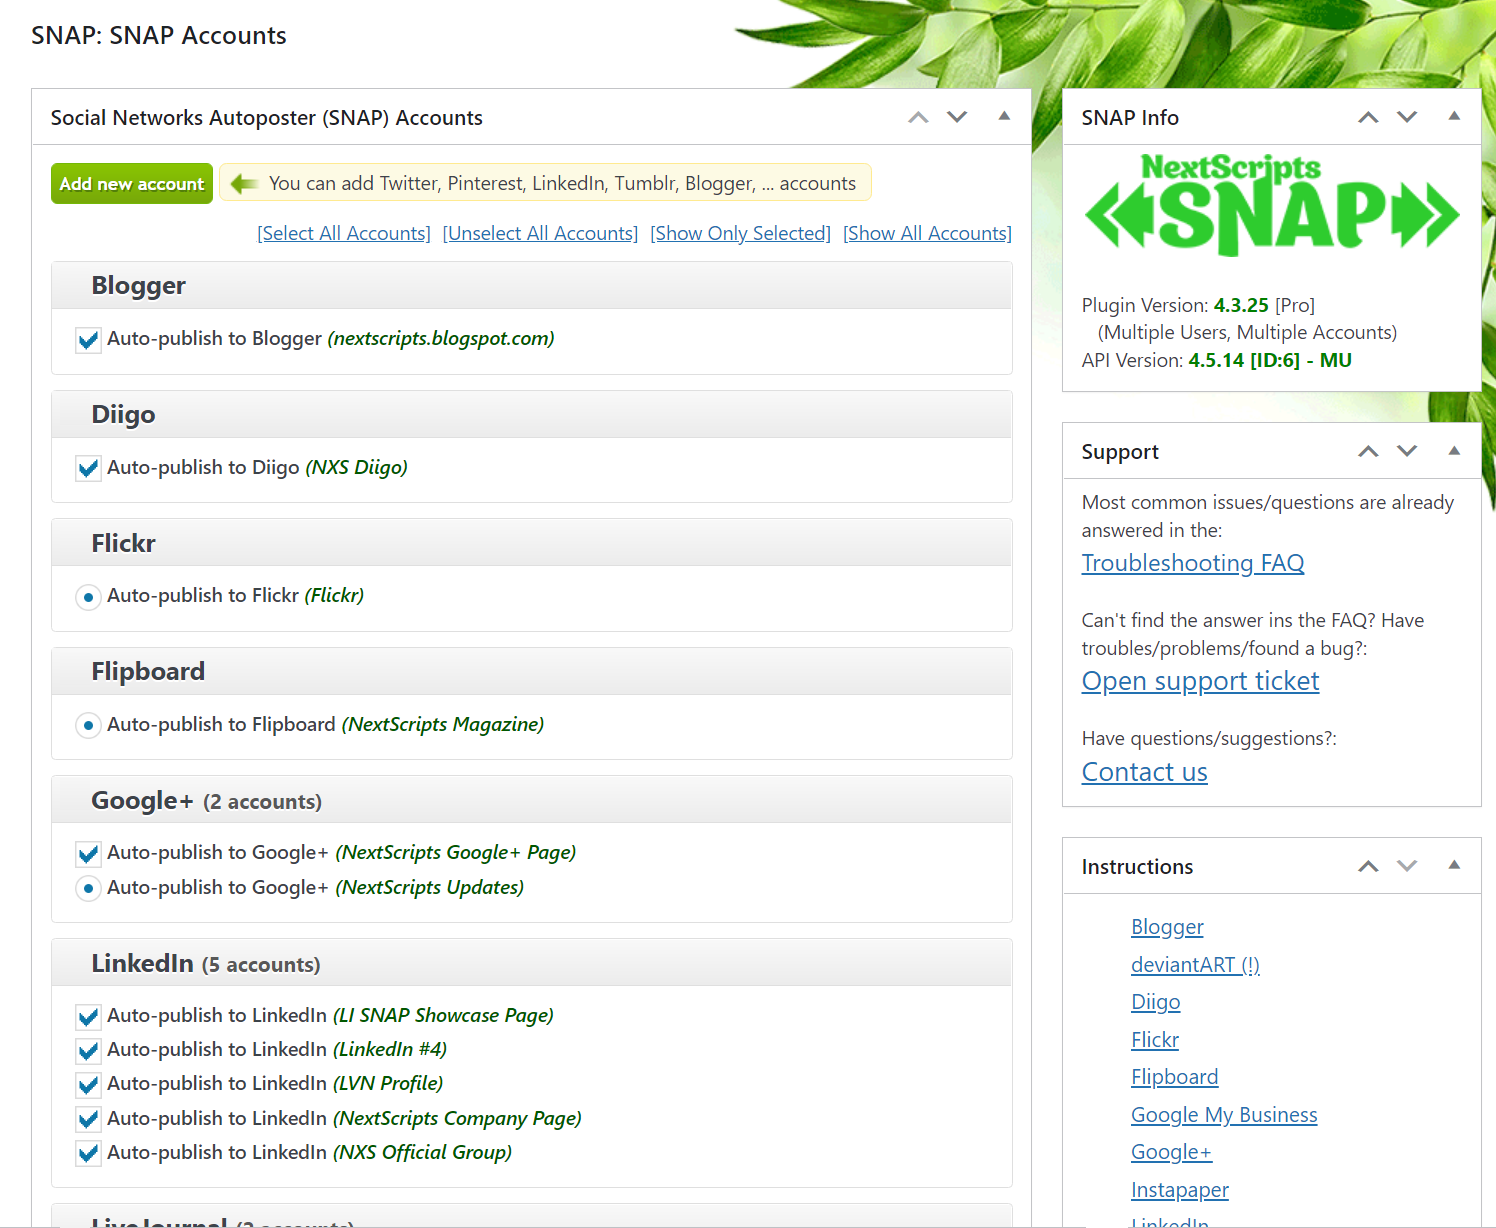 SNAP: SNAP Accounts
Social Networks Autoposter (SNAP) Accounts
Add new account
You can add Twitter, Pinterest, LinkedIn, Tumblr, Blogger, ... accounts
[Select All Accounts] [Unselect All Accounts] [Show Only Selected] [Show All Accounts]
Blogger
Auto-publish to Blogger (nextscripts.blogspot.com)
Diigo
Auto-publish to Diigo (NXS Diigo)
Flickr
Auto-publish to Flickr (Flickr)
Flipboard
Auto-publish to Flipboard (NextScripts Magazine)
Google+ (2 accounts)
Auto-publish to Google+ (NextScripts Google+ Page)
Auto-publish to Google+ (NextScripts Updates)
LinkedIn (5 accounts)
Auto-publish to LinkedIn (LI SNAP Showcase Page)
Auto-publish to LinkedIn (LinkedIn #4)
Auto-publish to LinkedIn (LVN Profile)
Auto-publish to LinkedIn (NextScripts Company Page)
Auto-publish to LinkedIn (NXS Official Group)
LiveJournal
SNAP Info
NextScripts
SNAP
Plugin Version: 4.3.25 [Pro]
(Multiple Users, Multiple Accounts)
API Version: 4.5.14 [ID:6] - MU
Support
Most common issues/questions are already
answered in the:
Troubleshooting FAQ
Can't find the answer ins the FAQ? Have
troubles/problems/found a bug?:
Open support ticket
Have questions/suggestions?:
Contact us
Instructions
Blogger
deviantART (!)
Diigo
Flickr
Flipboard
Google My Business
Google+
Instapaper
LinkedIn